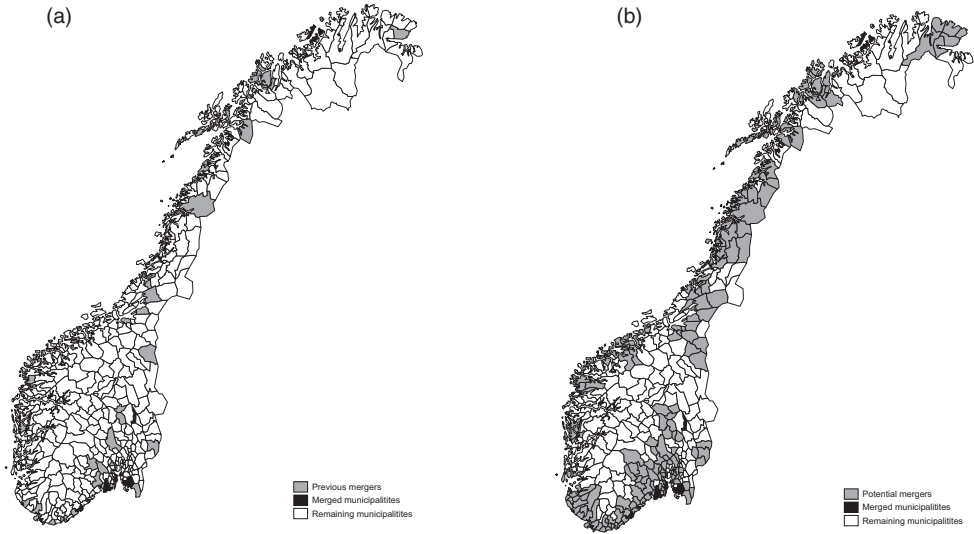 (a)
Previous mergers
Merged municipalitites
Remaining municipalitites
(b)
Potential mergers
Merged municipalitites
Remaining municipalitites